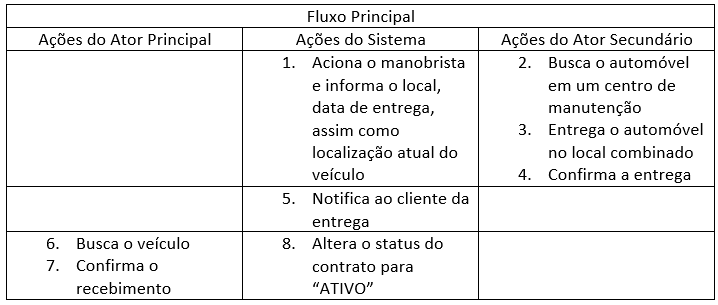 Fluxo Principal
Ações do Ator Principal
Ações do Sistema
Ações do Ator Secundário
1. Aciona o manobrista
e informa o local,
data de entrega,
assim como
localização atual do
veículo
2. Busca o automóvel
em um centro de
manutenção
3. Entrega o automóvel
no local combinado
4. Confirma a entrega
5. Notifica ao cliente da
entrega
6. Busca o veículo
7. Confirma o
recebimento
8. Altera o status do
contrato para
“ATIVO”